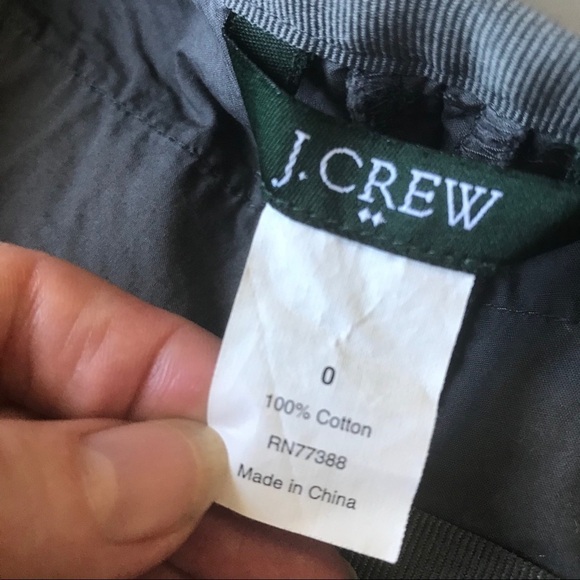 J.CREW
0
100% Cotton
RN77388
Made in China